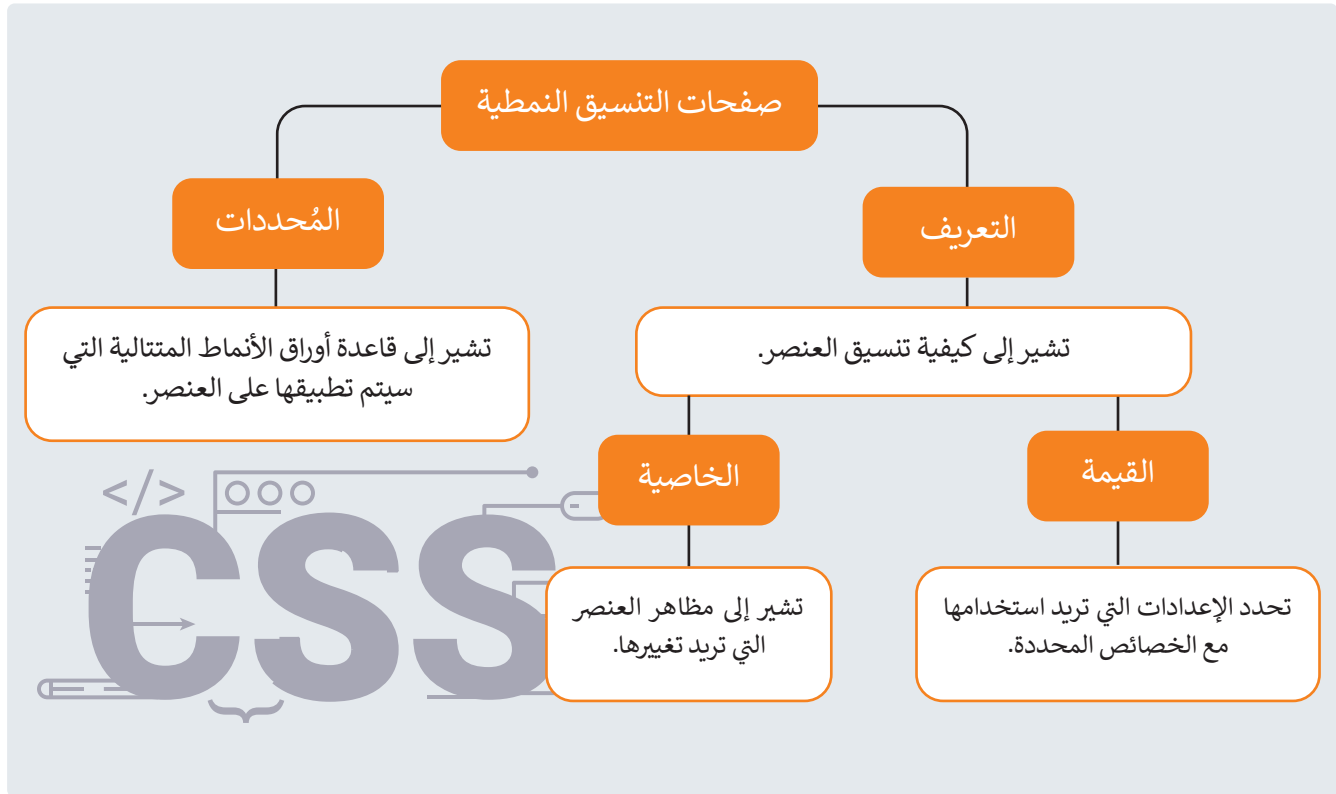 صفحات التنسيق النمطية
التعريف
المُحددات
تشير إلى كيفية تنسيق العنصر.
تشير إلى قاعدة أوراق الأنماط المتتالية التي
سيتم تطبيقها على العنصر.
القيمة
الخاصية
تحدد الإعدادات التي تريد استخدامها
مع الخصائص المحددة.
تشير إلى مظاهر العنصر
التي تريد تغييرها.
</>
CSS